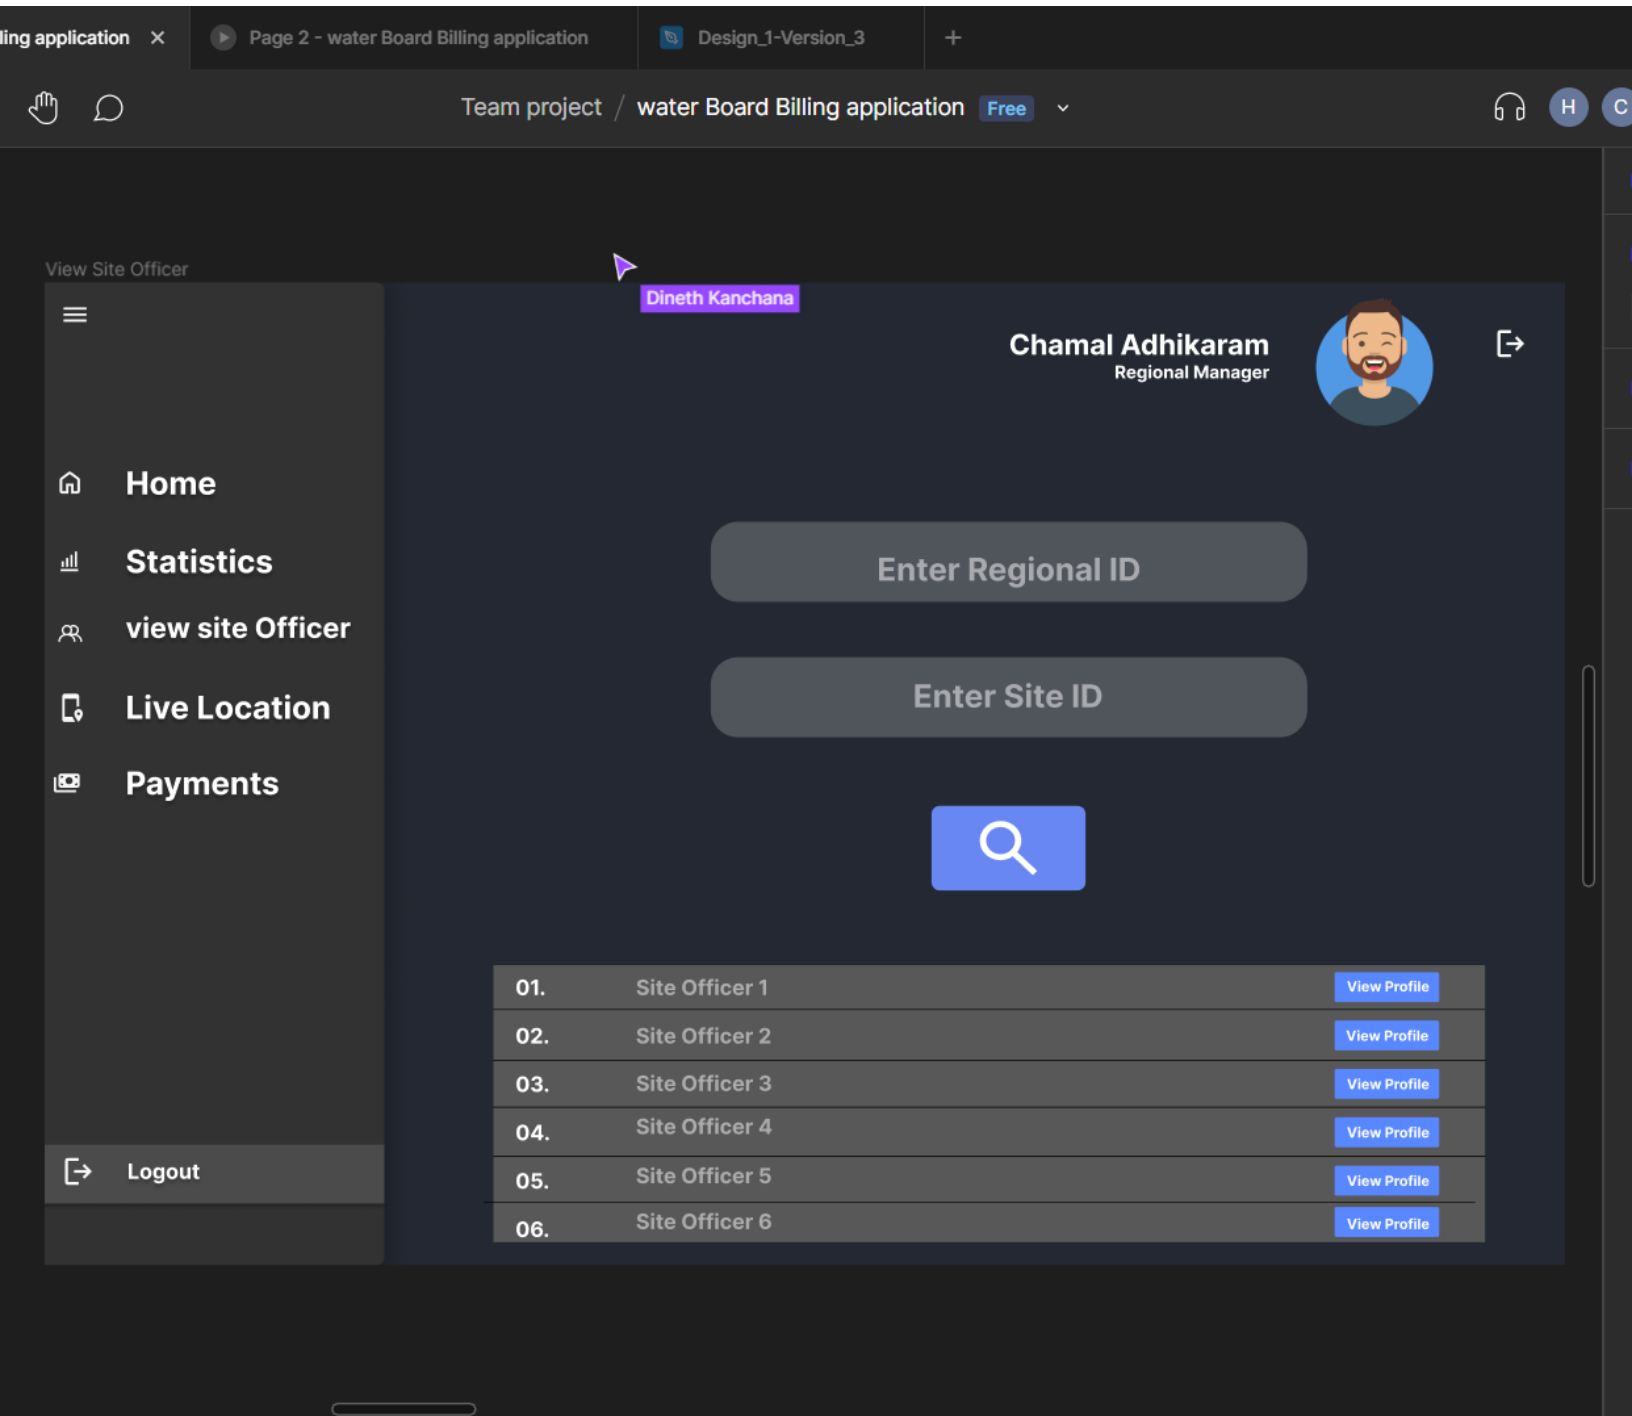 ling application
Page 2 - water Board Billing application
Design_1-Version_3
Team project / water Board Billing application Free
H
C
View Site Officer
Dineth Kanchana
Chamal Adhikaram
Regional Manager
Home
Statistics
view site Officer
Live Location
Payments
Logout
Enter Regional ID
Enter Site ID
01. Site Officer 1 View Profile
02. Site Officer 2 View Profile
03. Site Officer 3 View Profile
04. Site Officer 4 View Profile
05. Site Officer 5 View Profile
06. Site Officer 6 View Profile